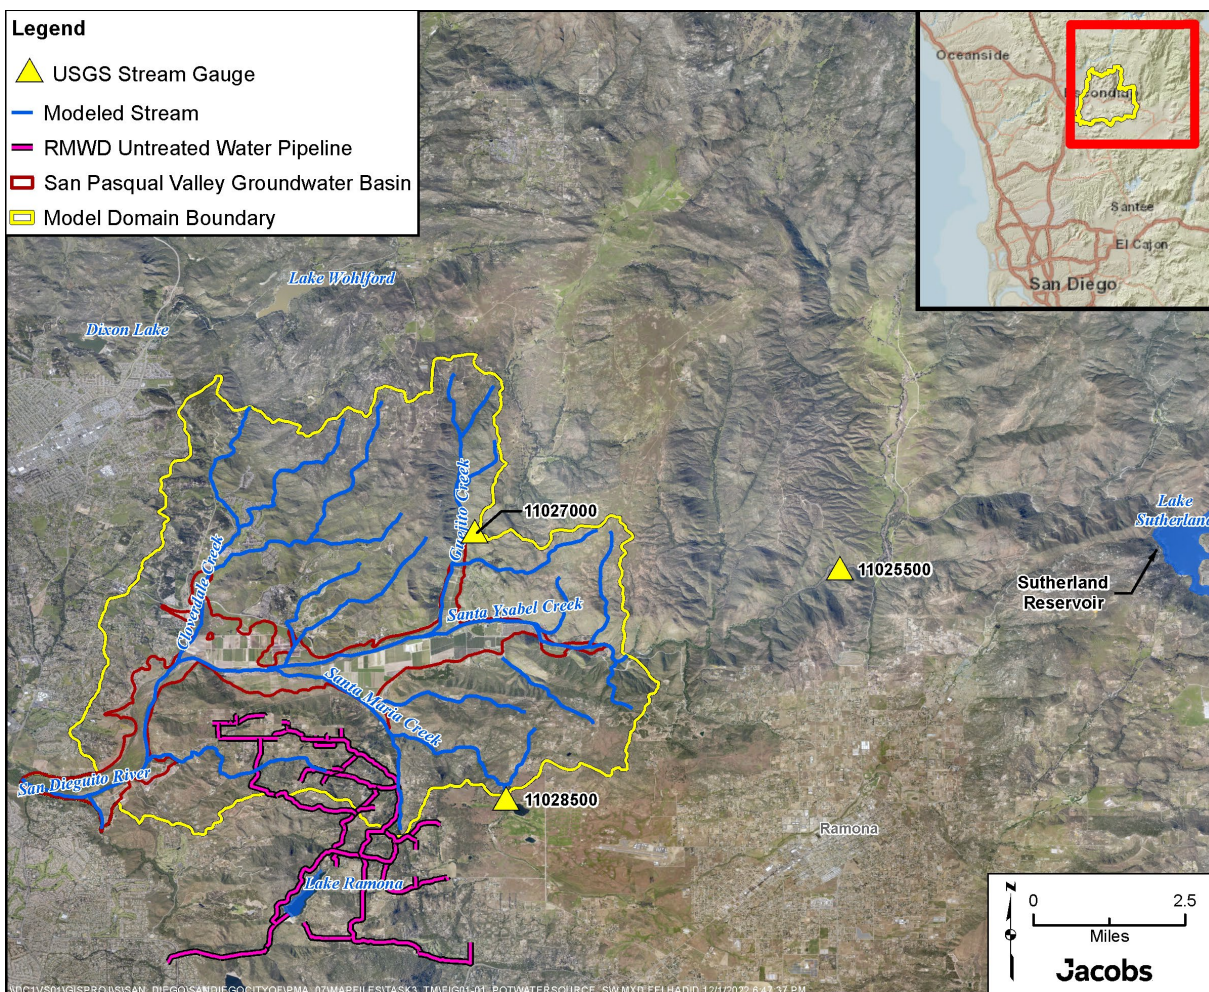 Legend
USGS Stream Gauge
Modeled Stream
RMWD Untreated Water Pipeline
San Pasqual Valley Groundwater Basin
Model Domain Boundary
Oceanside
Escondido
Santee
El Cajon
San Diego
Lake Wohlford
Dixon Lake
Guejito Creek
11027000
Lake
Sutherland
11025500
Sutherland
Reservoir
Cloverdale Creek
Santa Ysabel Creek
Santa Maria Creek
San Dieguito River
11028500
Ramona
Lake Ramona
N
0
2.5
Miles
Jacobs